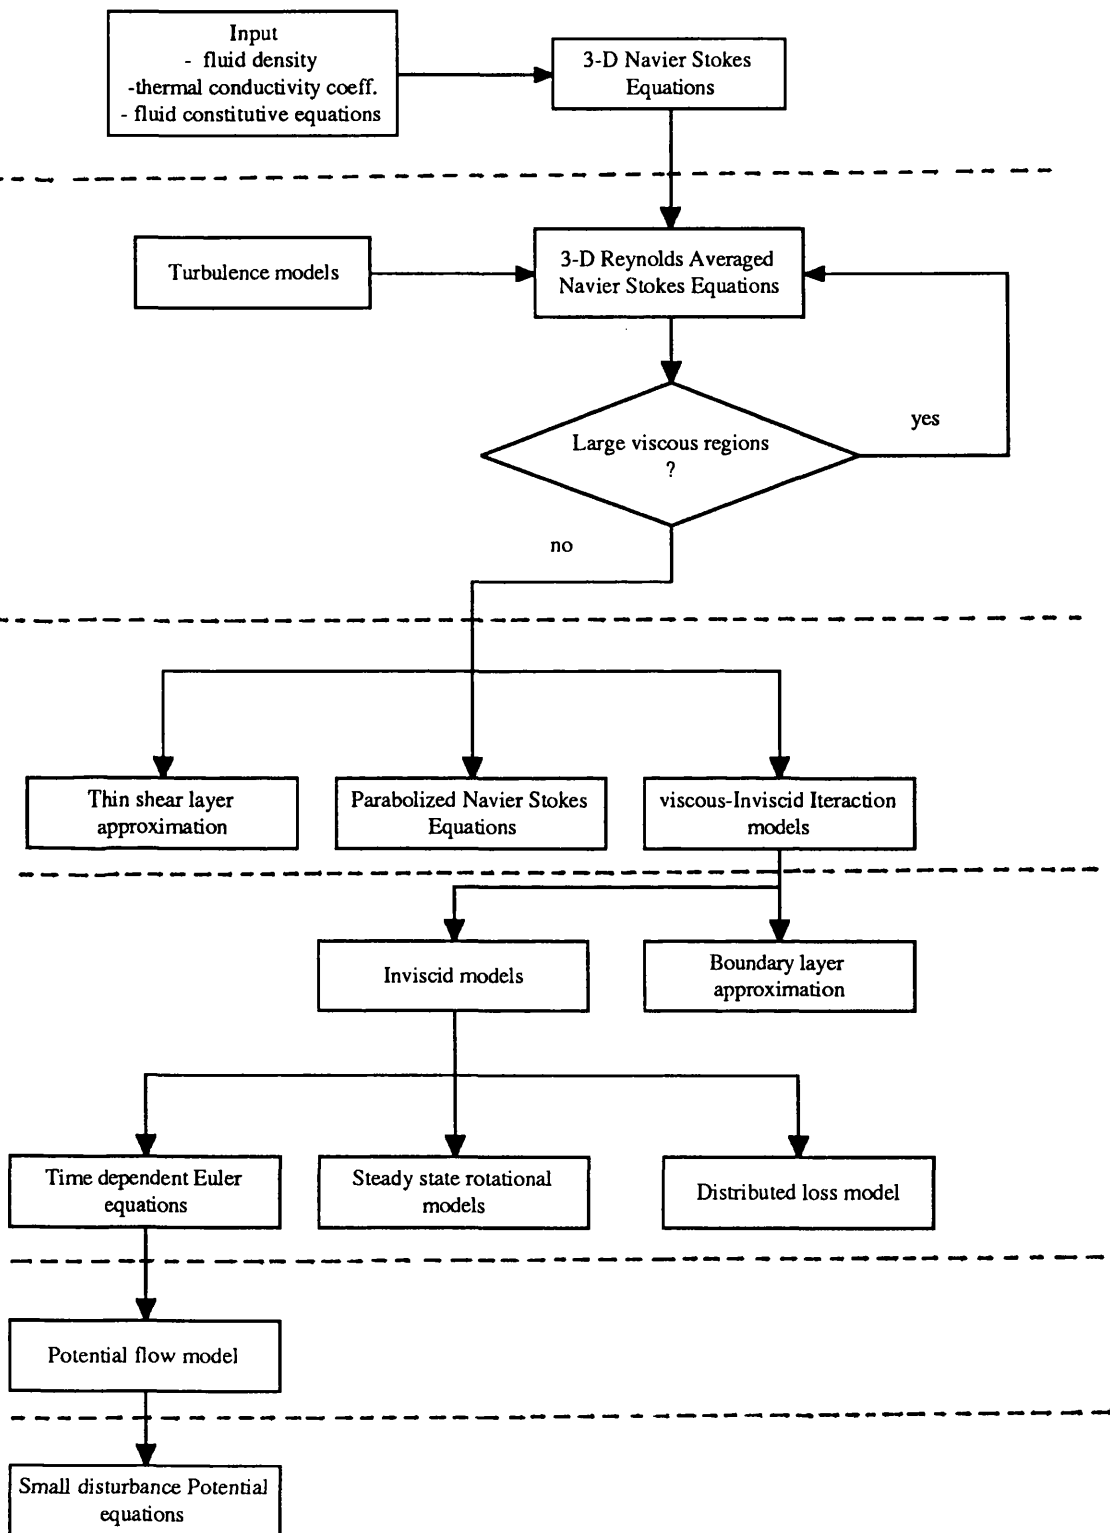 Input
- fluid density
-thermal conductivity coeff.
- fluid constitutive equations
3-D Navier Stokes
Equations
Turbulence models
3-D Reynolds Averaged
Navier Stokes Equations
Large viscous regions
?
yes
no
Thin shear layer
approximation
Parabolized Navier Stokes
Equations
viscous-Inviscid Iteraction
models
Inviscid models
Boundary layer
approximation
Time dependent Euler
equations
Steady state rotational
models
Distributed loss model
Potential flow model
Small disturbance Potential
equations